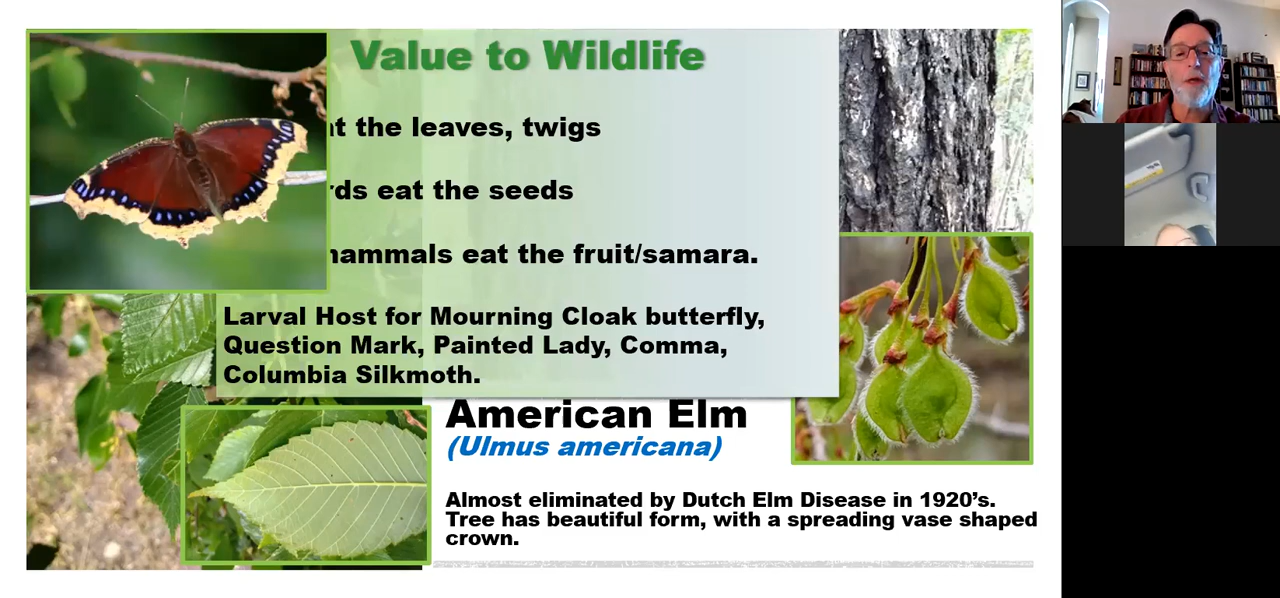 Value to Wildlife
the leaves, twigs
eat the seeds
eat the fruit/samara.
Larval Host for Mourning Cloak butterfly,
Question Mark, Painted Lady, Comma,
Columbia Silkmoth.
American Elm
(Ulmus americana)
Almost eliminated by Dutch Elm Disease in 1920's.
Tree has beautiful form, with a spreading vase shaped
crown.